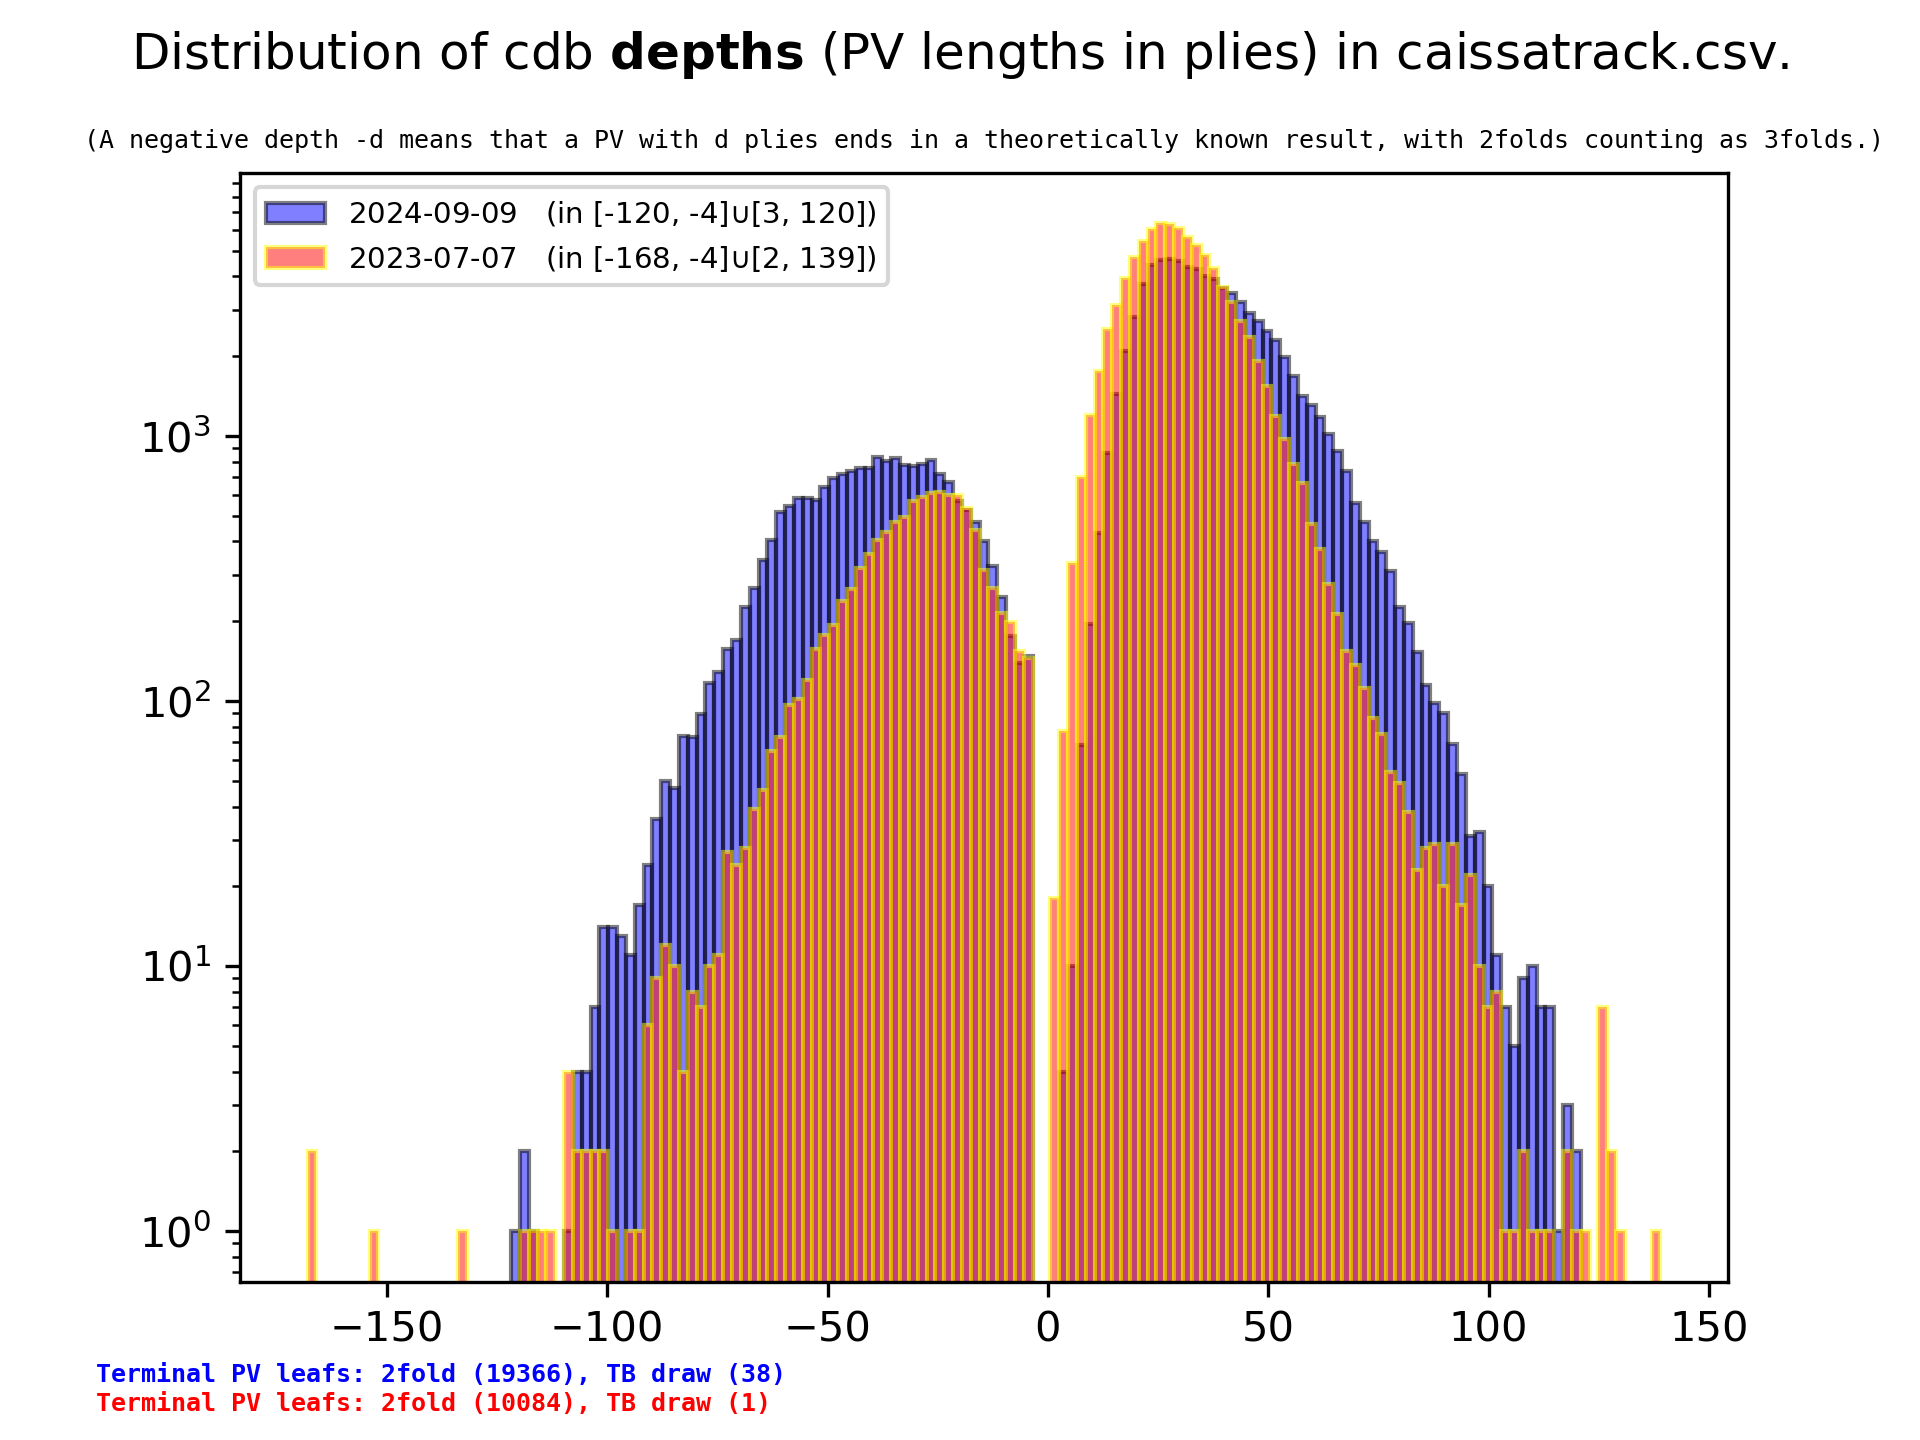 Distribution of cdb depths (PV lengths in plies) in caissatrack.csv.
(A negative depth -d means that a PV with d plies ends in a theoretically known result, with 2folds counting as 3folds.)
2024-09-09 (in [-120, -4]∪[3, 120])
2023-07-07 (in [-168, -4]∪[2, 139])
10³
10²
10¹
10⁰
−150 −100 −50 0 50 100 150
Terminal PV leafs: 2fold (19366), TB draw (38)
Terminal PV leafs: 2fold (10084), TB draw (1)